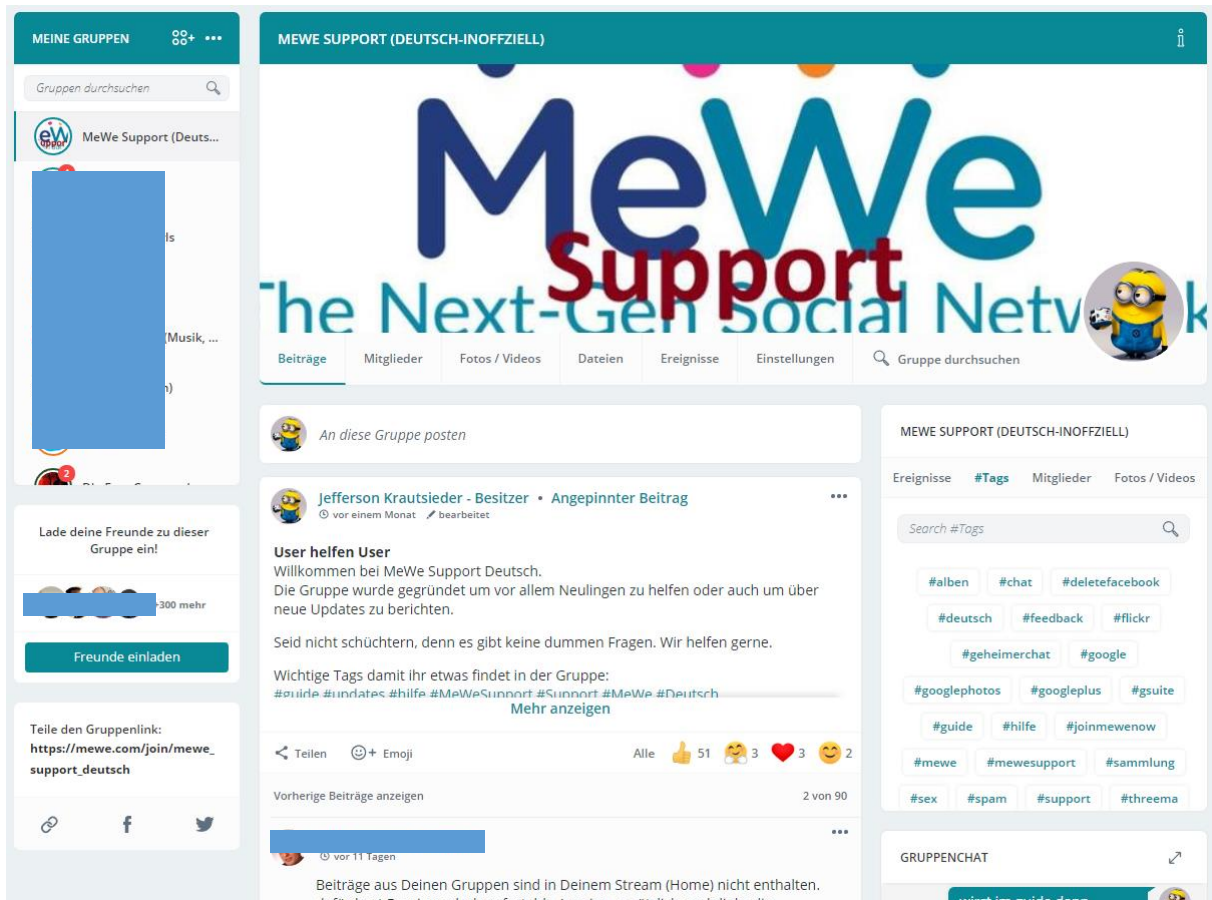 MEINE GRUPPEN
Gruppen durchsuchen
eW
MeWe Support (Deuts...
ls
(Musik, ...
2
Lade deine Freunde zu dieser
Gruppe ein!
+300 mehr
Freunde einladen
Teile den Gruppenlink:
https://mewe.com/join/mewe_
support_deutsch
MEWE SUPPORT (DEUTSCH-INOFFZIELL)
MeWe
Support
The Next-Gen Social Network
Beiträge Mitglieder Fotos / Videos Dateien Ereignisse Einstellungen Gruppe durchsuchen
An diese Gruppe posten
Jefferson Krautsieder - Besitzer • Angepinnter Beitrag
vor einem Monat bearbeitet
User helfen User
Willkommen bei MeWe Support Deutsch.
Die Gruppe wurde gegründet um vor allem Neulingen zu helfen oder auch um über
neue Updates zu berichten.
Seid nicht schüchtern, denn es gibt keine dummen Fragen. Wir helfen gerne.
Wichtige Tags damit ihr etwas findet in der Gruppe:
#guide #updates #hilfe #MeWeSupport #Support #MeWe #Deutsch
Mehr anzeigen
Teilen Emoji Alle 51 3 3 2
Vorherige Beiträge anzeigen 2 von 90
vor 11 Tagen
Beiträge aus Deinen Gruppen sind in Deinem Stream (Home) nicht enthalten.
MEWE SUPPORT (DEUTSCH-INOFFZIELL)
Ereignisse #Tags Mitglieder Fotos / Videos
Search #Tags
#alben #chat #deletefacebook
#deutsch #feedback #flickr
#geheimerchat #google
#googlephotos #googleplus #gsuite
#guide #hilfe #joinmewenow
#mewe #mewesupport #sammlung
#sex #spam #support #threema
GRUPPENCHAT